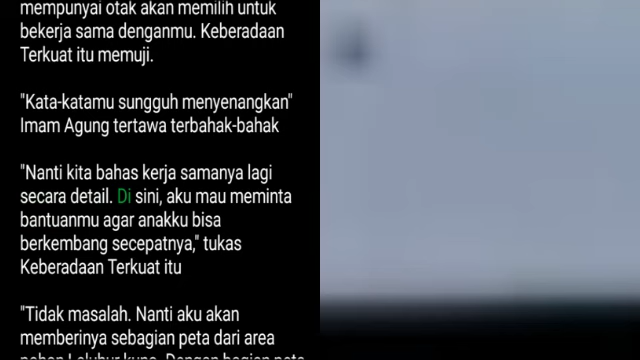 mempunyai otak akan memilih untuk
bekerja sama denganmu. Keberadaan
Terkuat itu memuji.
"Kata-katamu sungguh menyenangkan"
Imam Agung tertawa terbahak-bahak
"Nanti kita bahas kerja samanya lagi
secara detail. Di sini, aku mau meminta
bantuanmu agar anakku bisa
berkembang secepatnya," tukas
Keberadaan Terkuat itu
"Tidak masalah. Nanti aku akan
memberinya sebagian peta dari area